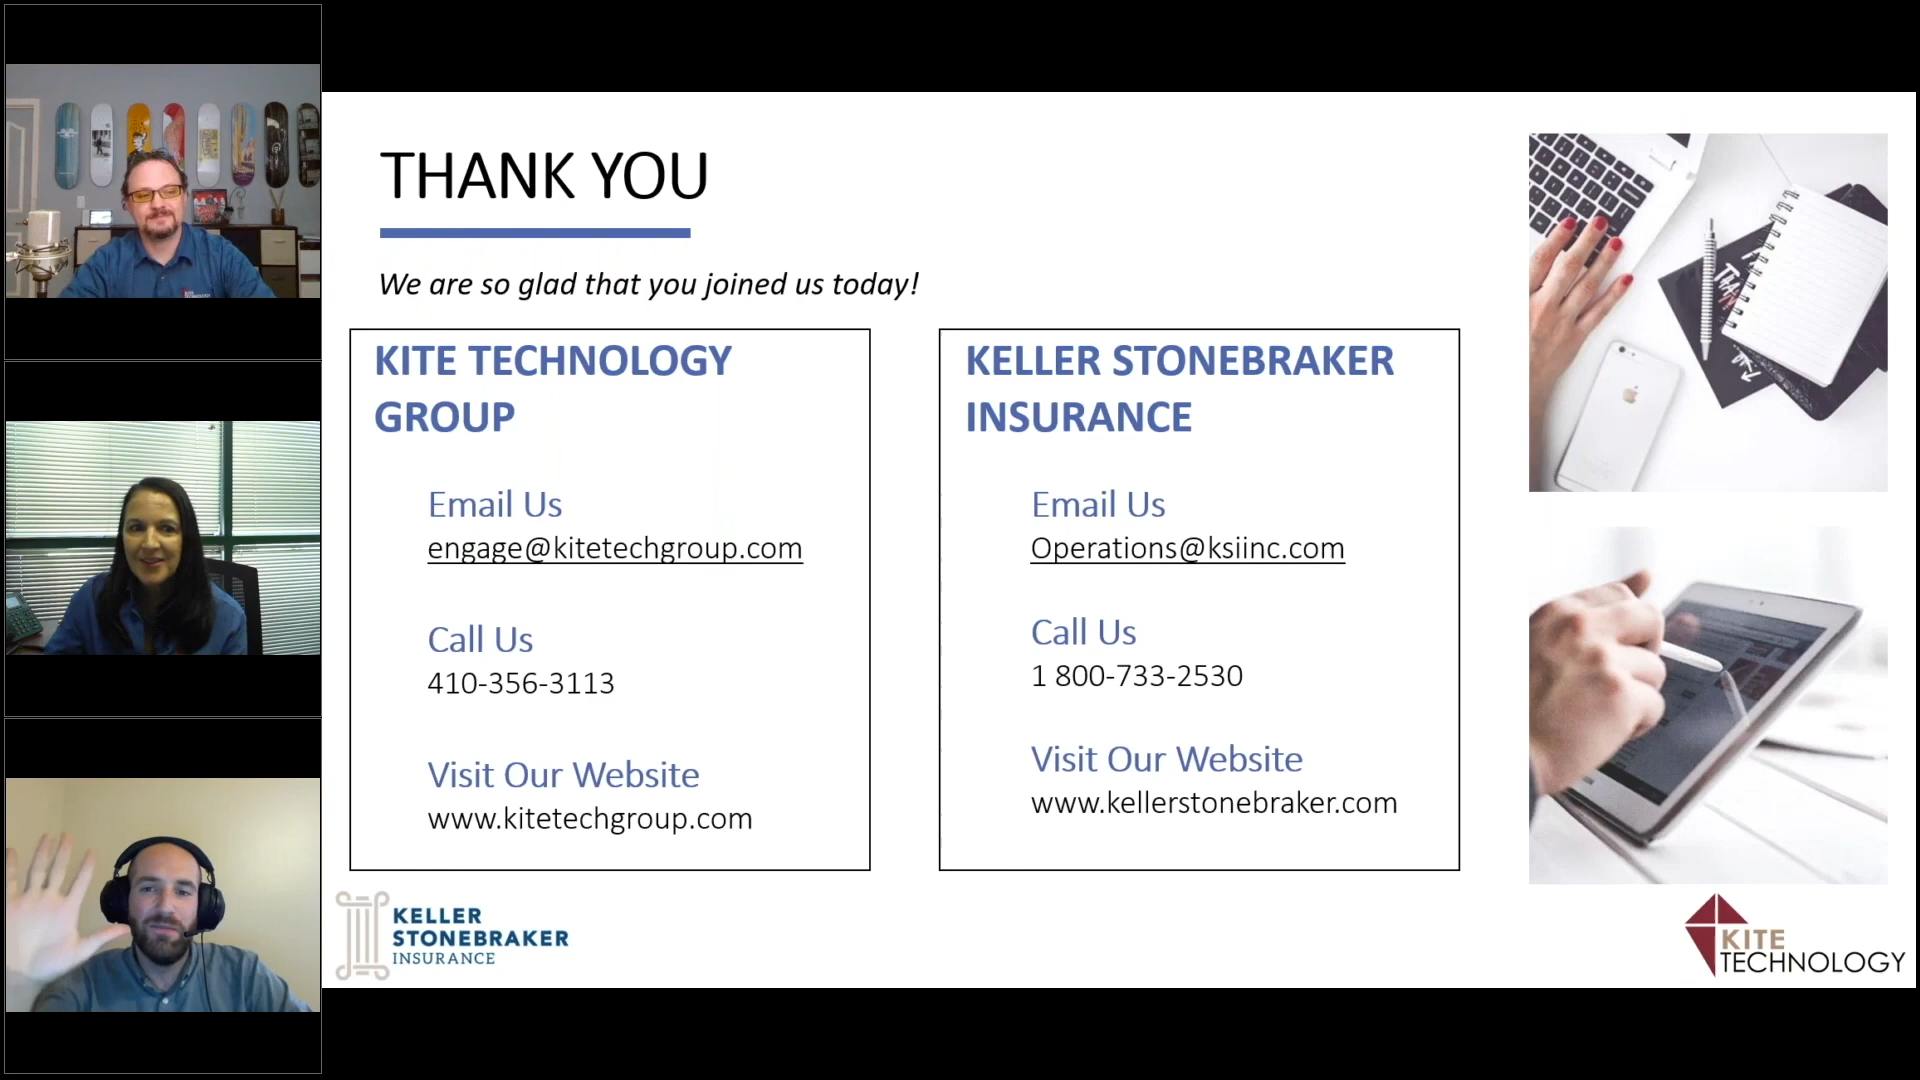 THANK YOU
We are so glad that you joined us today!
KITE TECHNOLOGY
GROUP
Email Us
engage@kitetechgroup.com
Call Us
410-356-3113
Visit Our Website
www.kitetechgroup.com
KELLER STONEBRAKER
INSURANCE
Email Us
Operations@ksiinc.com
Call Us
1 800-733-2530
Visit Our Website
www.kellerstonebraker.com
KELLER
STONEBRAKER
INSURANCE
KITE
TECHNOLOGY